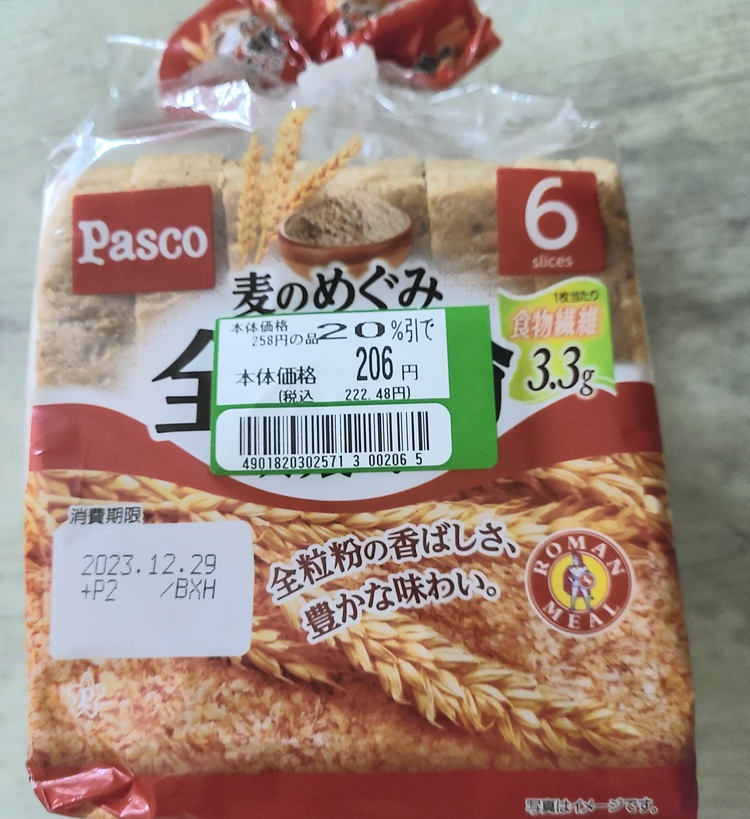 Pasco
6
slices
麦のめぐみ
全
1枚当たり
食物繊維
3.3g
本体価格
258円の品
20%引で
本体価格 206円
(税込 222.48円)
4901820302571 3 00206 5
消費期限
2023.12.29
+P2 /BXH
全粒粉の香ばしさ、
豊かな味わい。
ROMAN
MEAL
写真はイメージです。